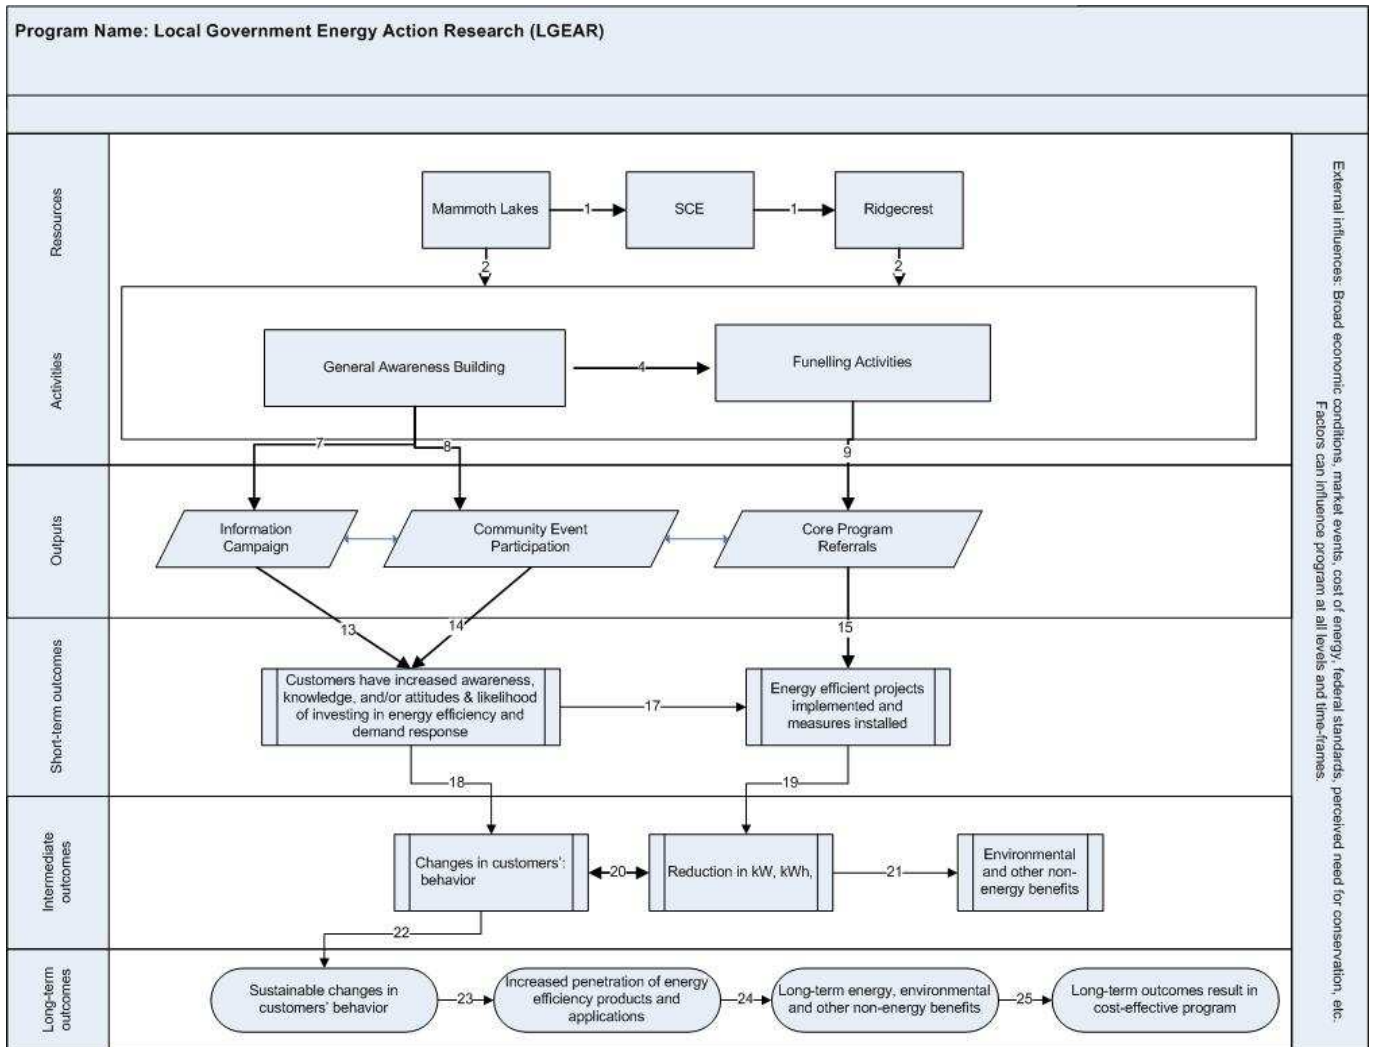 Program Name: Local Government Energy Action Research (LGEAR)
Resources
Mammoth Lakes
1
SCE
1
Ridgecrest
2
2
Activities
General Awareness Building
4
Funelling Activities
7
8
9
Outputs
Information
Campaign
Community Event
Participation
Core Program
Referrals
13
14
15
Short-term outcomes
Customers have increased awareness,
knowledge, and/or attitudes & likelihood
of investing in energy efficiency and
demand response
17
Energy efficient projects
implemented and
measures installed
18
19
Intermediate
outcomes
Changes in customers':
behavior
20
Reduction in kW, kWh,
21
Environmental
and other non-
energy benefits
22
Long-term
outcomes
Sustainable changes in
customers' behavior
23
Increased penetration of energy
efficiency products and
applications
24
Long-term energy, environmental
and other non-energy benefits
25
Long-term outcomes result in
cost-effective program
External influences: Broad economic conditions, market events, cost of energy, federal standards, perceived need for conservation, etc.
Factors can influence program at all levels and time-frames.